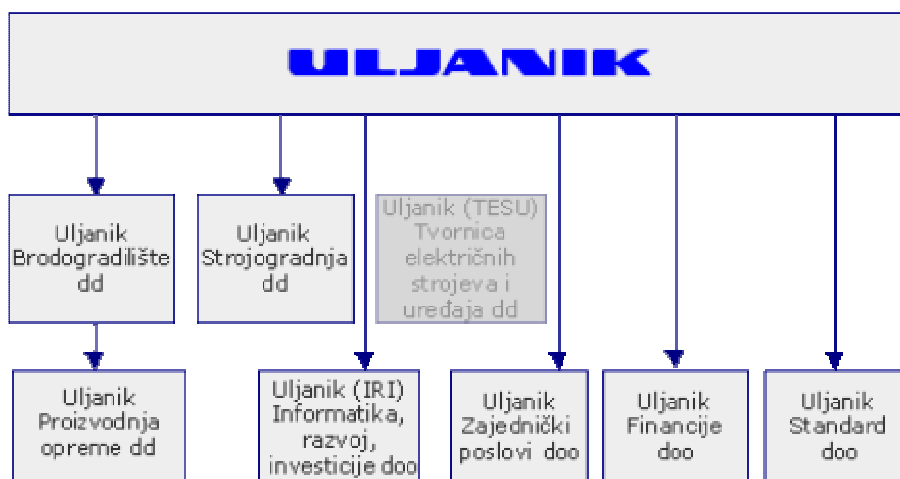 ULJANIK
Uljanik
Brodogradilište
dd
Uljanik
Strojogradnja
dd
Uljanik (TESU)
Tvornica
električnih
strojeva i
uređaja dd
Uljanik
Proizvodnja
opreme dd
Uljanik (IRI)
Informatika,
razvoj,
investicije doo
Uljanik
Zajednički
poslovi doo
Uljanik
Financije
doo
Uljanik
Standard
doo